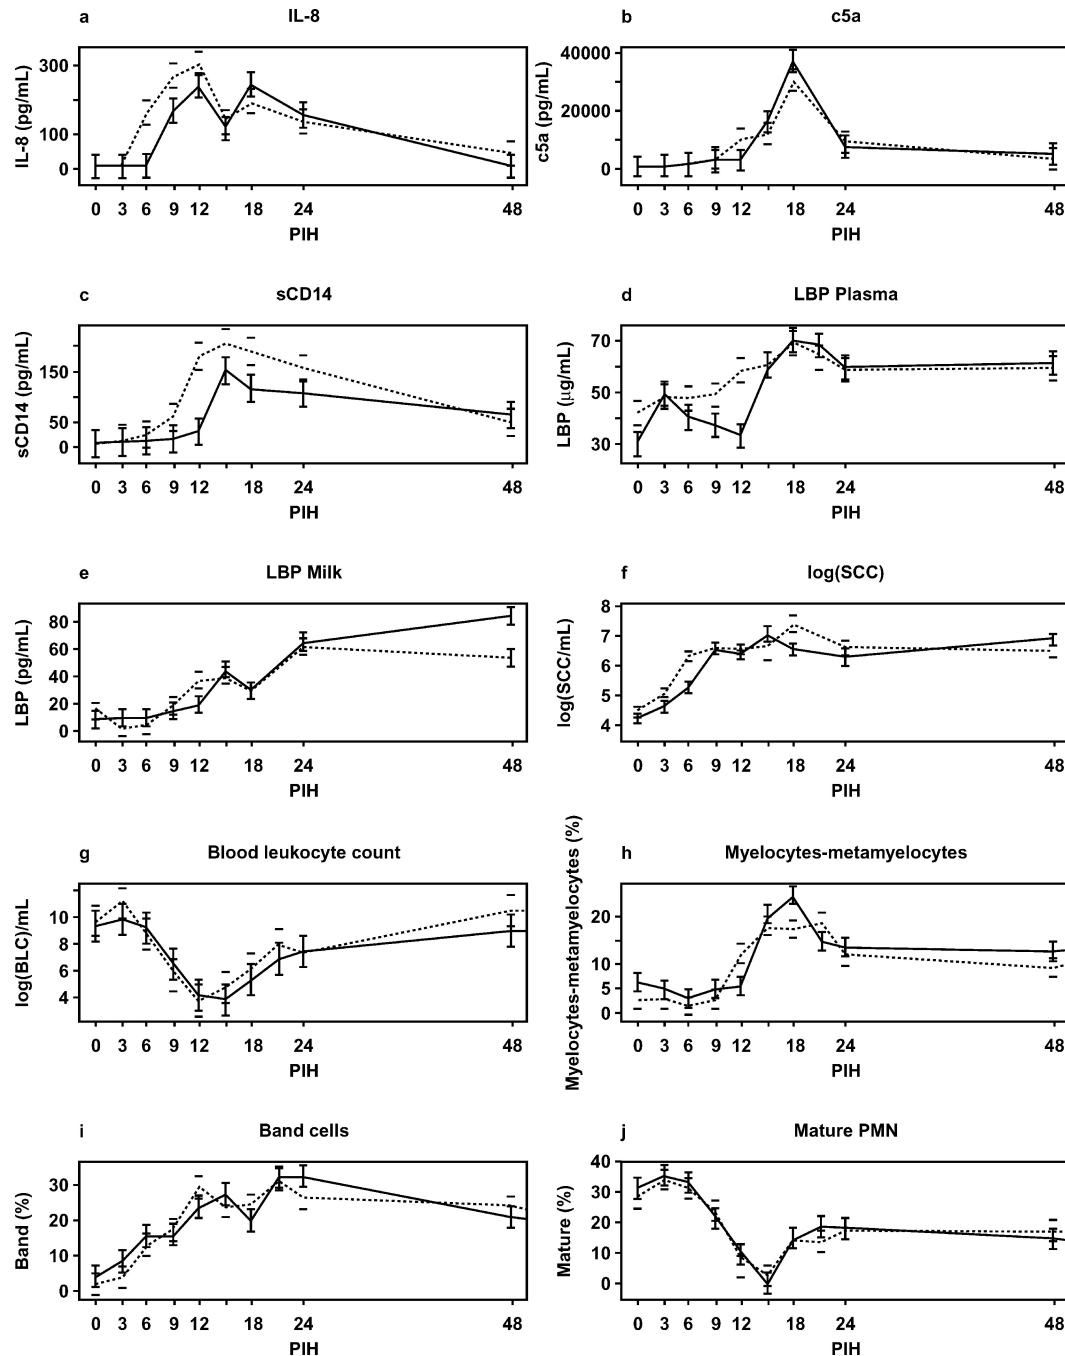 a IL-8
IL-8 (pg/mL)
300
100
0
0 3 6 9 12 18 24 48
PIH
b c5a
c5a (pg/mL)
40000
20000
0
0 3 6 9 12 18 24 48
PIH
c sCD14
sCD14 (pg/mL)
150
50
0
0 3 6 9 12 18 24 48
PIH
d LBP Plasma
LBP (µg/mL)
70
50
30
0 3 6 9 12 18 24 48
PIH
e LBP Milk
LBP (pg/mL)
80
60
40
20
0
0 3 6 9 12 18 24 48
PIH
f log(SCC)
log(SCC/mL)
8
7
6
5
4
0 3 6 9 12 18 24 48
PIH
g Blood leukocyte count
log(BLC)/mL
10
8
6
4
0 3 6 9 12 18 24 48
PIH
h Myelocytes-metamyelocytes
Myelocytes-metamyelocytes (%)
20
10
5
0
0 3 6 9 12 18 24 48
PIH
i Band cells
Band (%)
30
20
10
0
0 3 6 9 12 18 24 48
PIH
j Mature PMN
Mature (%)
40
30
20
10
0
0 3 6 9 12 18 24 48
PIH